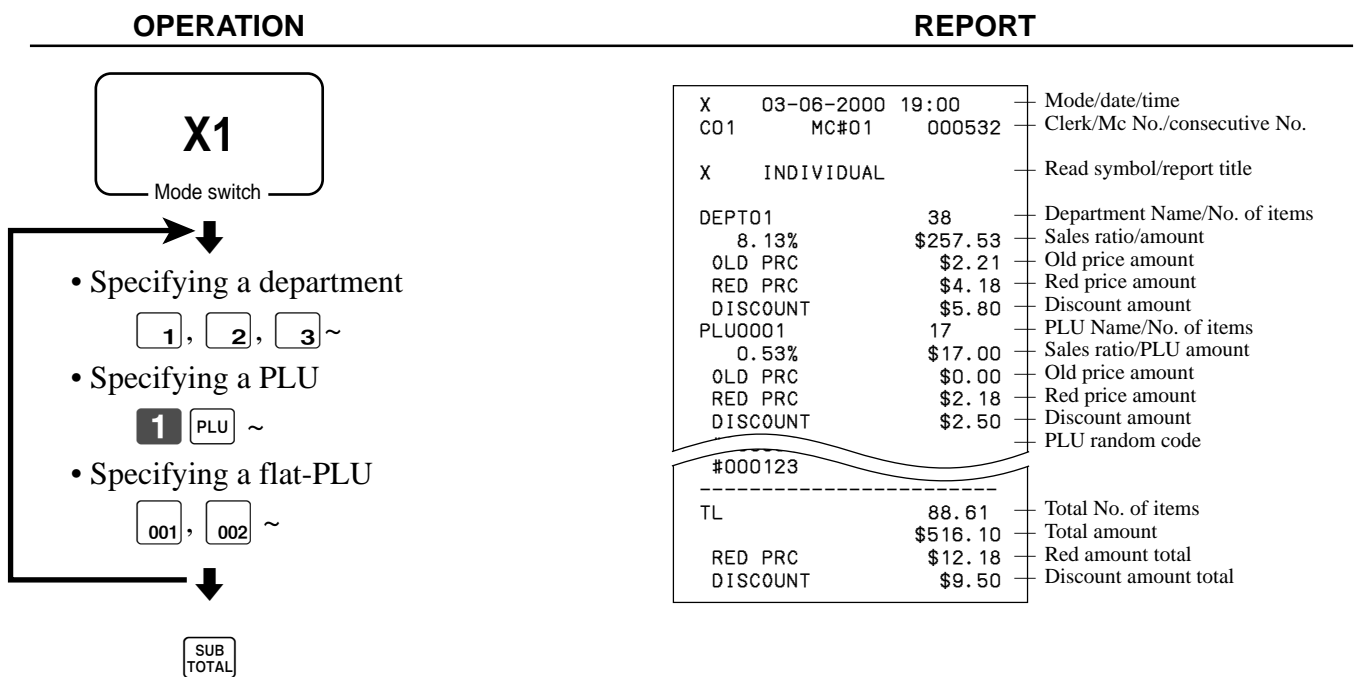 OPERATION
REPORT
X1
Mode switch
• Specifying a department
1, 2, 3~
• Specifying a PLU
1 PLU ~
• Specifying a flat-PLU
001, 002 ~
SUB
TOTAL
X 03-06-2000 19:00 Mode/date/time
C01 MC#01 000532 Clerk/Mc No./consecutive No.
X INDIVIDUAL Read symbol/report title
DEPT01 38 Department Name/No. of items
8.13% $257.53 Sales ratio/amount
OLD PRC $2.21 Old price amount
RED PRC $4.18 Red price amount
DISCOUNT $5.80 Discount amount
PLU0001 17 PLU Name/No. of items
0.53% $17.00 Sales ratio/PLU amount
OLD PRC $0.00 Old price amount
RED PRC $2.18 Red price amount
DISCOUNT $2.50 Discount amount
PLU random code
#000123
------------------------------
TL 88.61 Total No. of items
$516.10 Total amount
RED PRC $12.18 Red amount total
DISCOUNT $9.50 Discount amount total